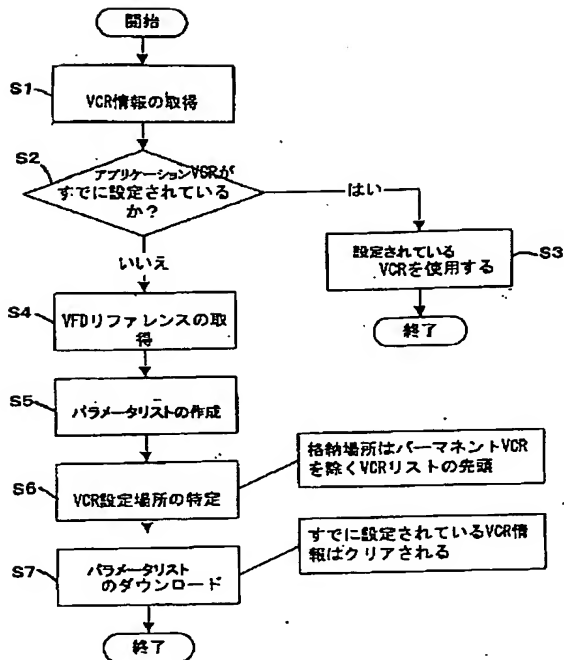 開始
S1
VCR情報の取得
S2
アプリケーションVCRが
すでに設定されている
か？
はい
いいえ
設定されている
VCRを使用する
S3
終了
S4
VFDリファレンスの取
得
S5
パラメータリストの作成
S6
VCR設定場所の特定
格納場所はパーマネントVCR
を除くVCRリストの先頭
S7
パラメータリスト
のダウンロード
すでに設定されているVCR情
報はクリアされる
終了